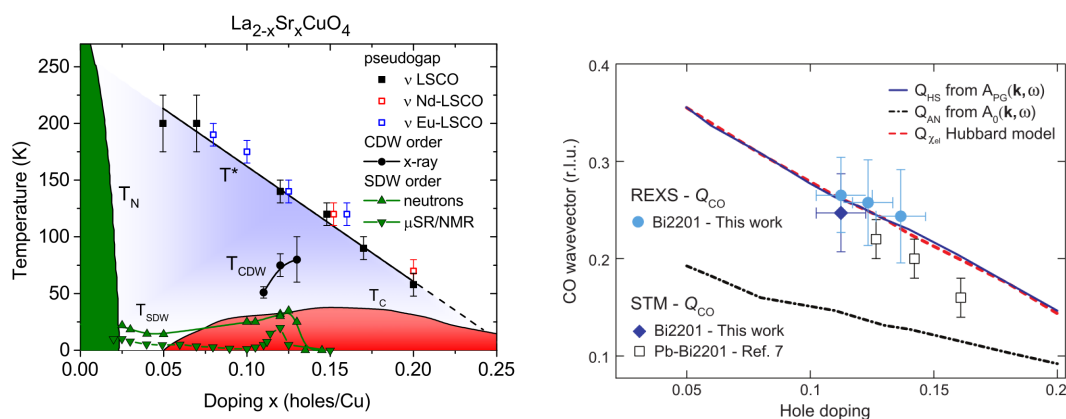 La2-xSrxCuO4
250
200
150
100
50
0
0.00 0.05 0.10 0.15 0.20 0.25
Temperature (K)
Doping x (holes/Cu)
pseudogap
ν LSCO
ν Nd-LSCO
ν Eu-LSCO
CDW order
x-ray
SDW order
neutrons
μSR/NMR
TN
T*
TCDW
TSDW
TC
0.4
0.3
0.2
0.1
0.05 0.1 0.15 0.2
CO wavevector (r.l.u.)
Hole doping
QHS from APG(k,ω)
QAN from A0(k,ω)
Qχel Hubbard model
REXS - QCO
Bi2201 - This work
STM - QCO
Bi2201 - This work
Pb-Bi2201 - Ref. 7